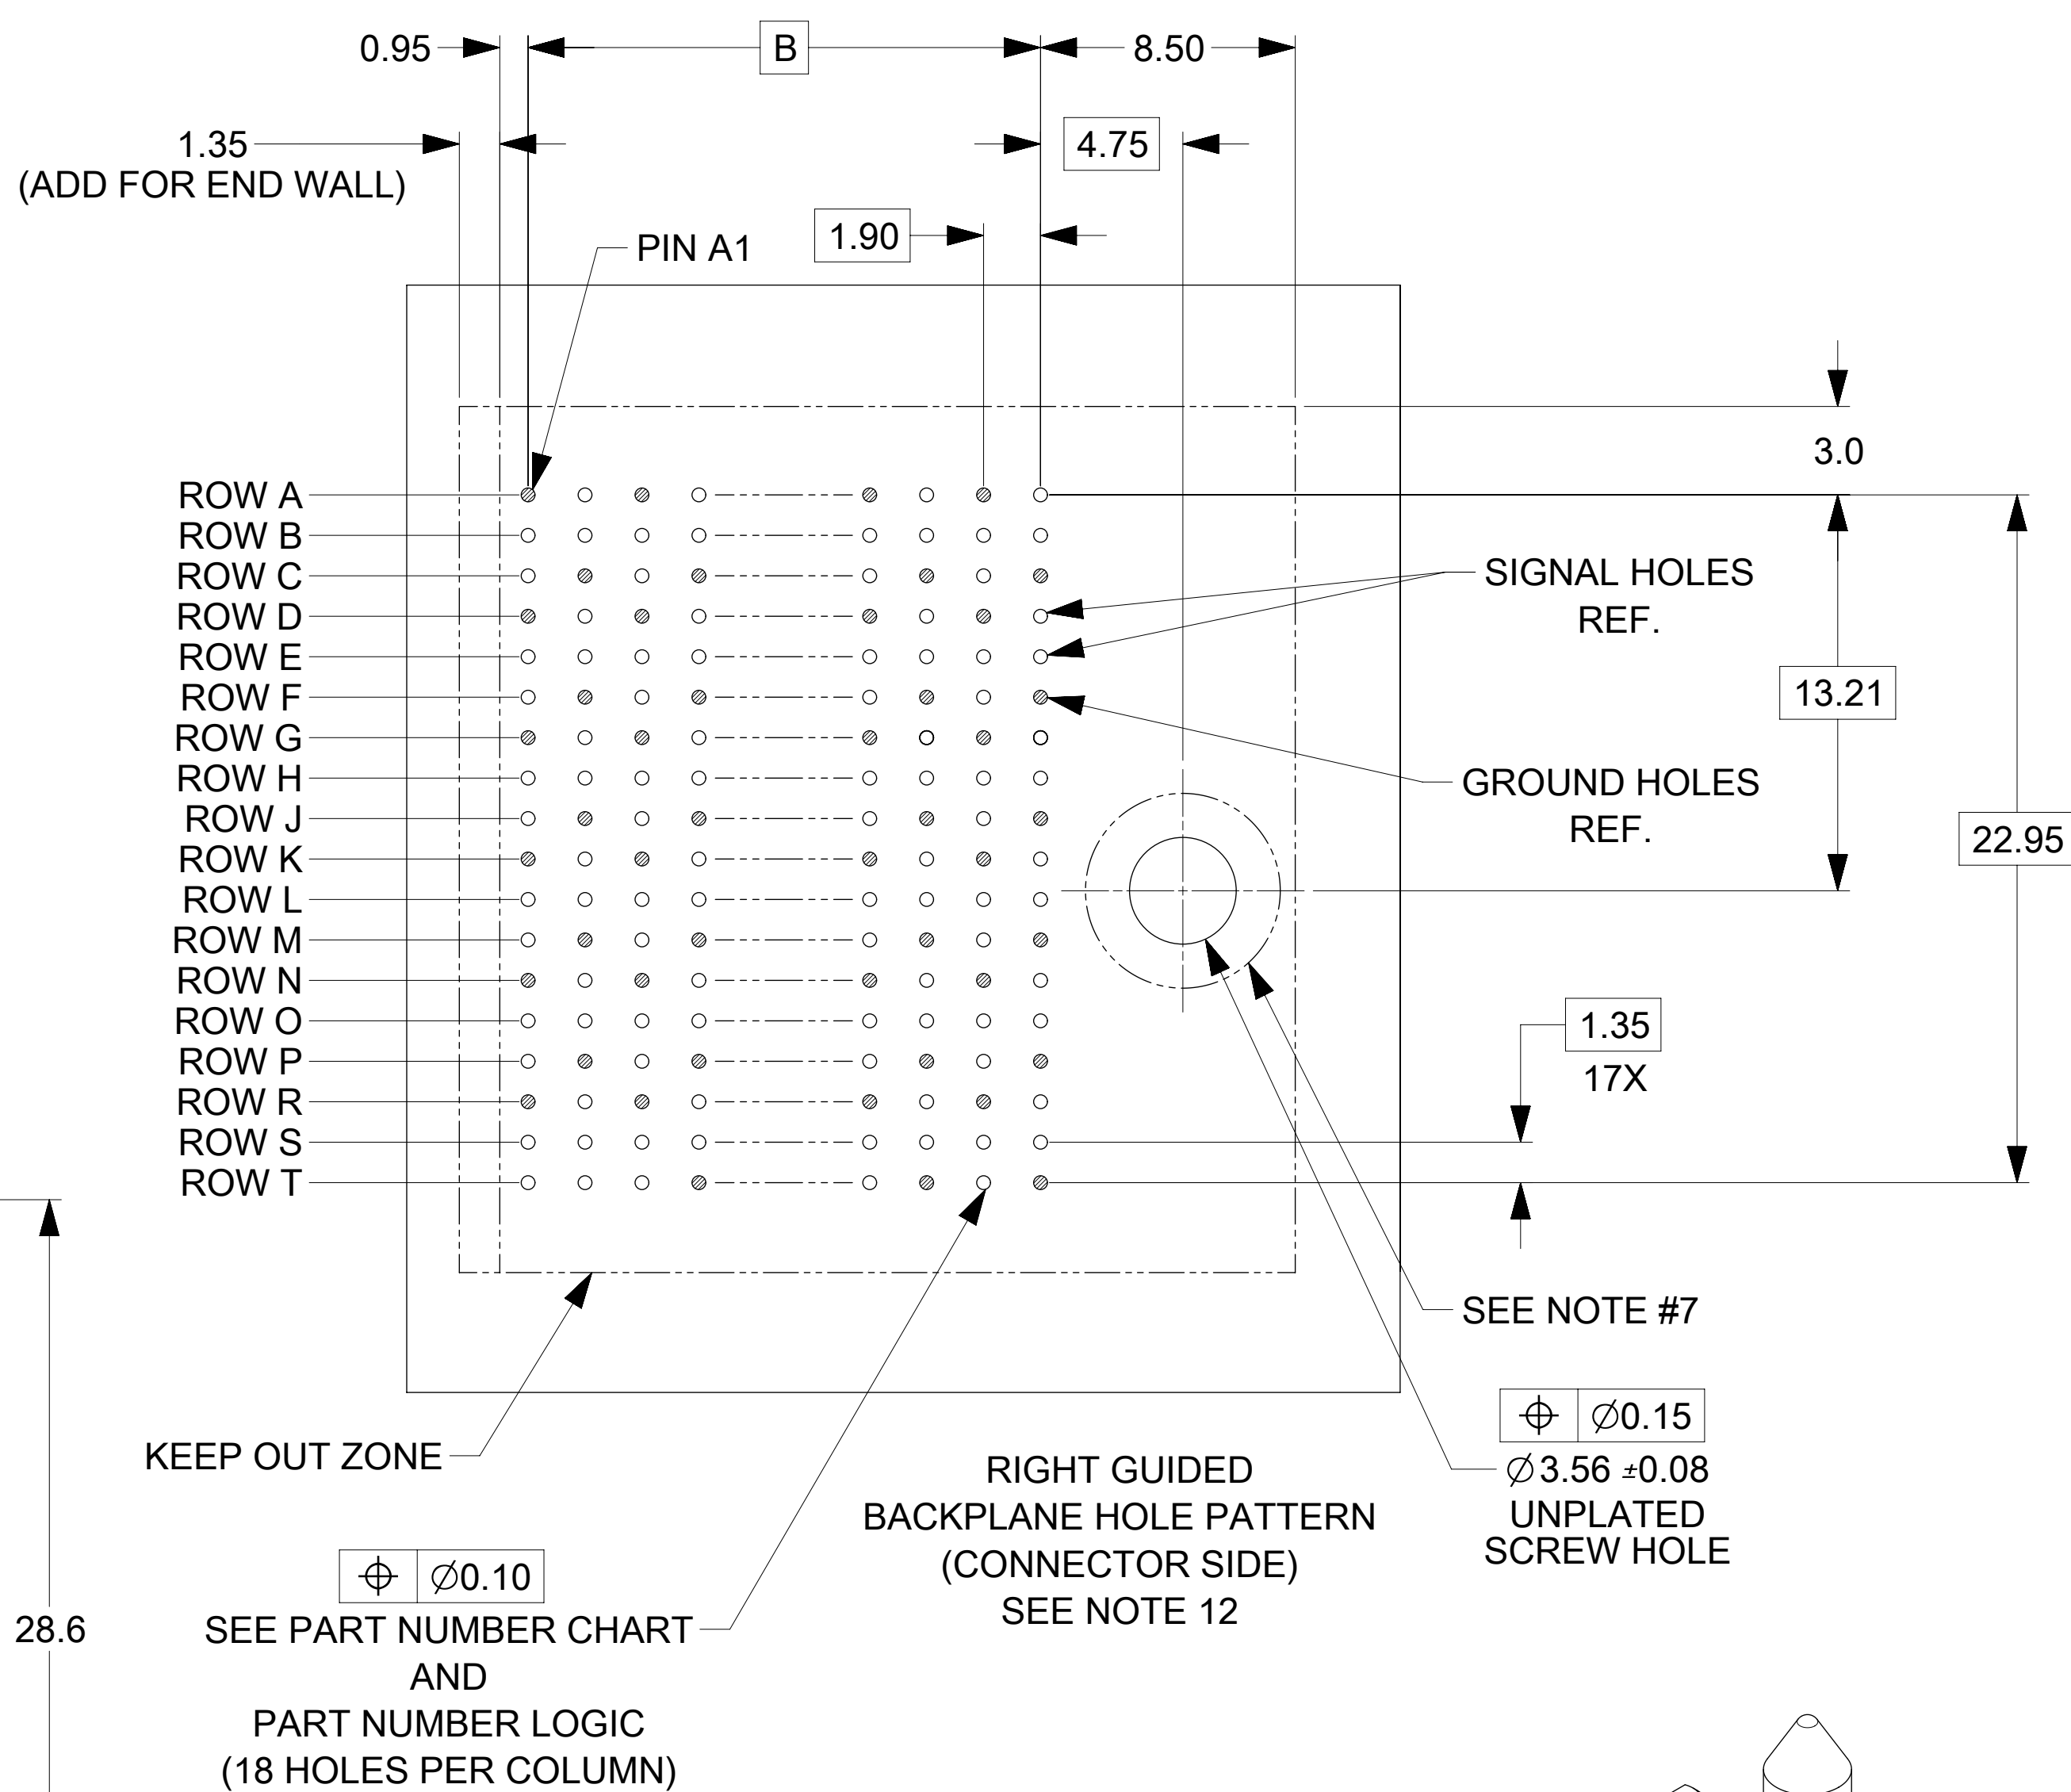 0.95
B
8.50
1.35
(ADD FOR END WALL)
4.75
1.90
PIN A1
3.0
ROW A
ROW B
ROW C
ROW D
ROW E
ROW F
ROW G
ROW H
ROW J
ROW K
ROW L
ROW M
ROW N
ROW O
ROW P
ROW R
ROW S
ROW T
SIGNAL HOLES
REF.
13.21
GROUND HOLES
REF.
22.95
1.35
17X
SEE NOTE #7
⌖ ∅0.15
∅3.56 ±0.08
UNPLATED
SCREW HOLE
KEEP OUT ZONE
RIGHT GUIDED
BACKPLANE HOLE PATTERN
(CONNECTOR SIDE)
SEE NOTE 12
⌖ ∅0.10
SEE PART NUMBER CHART
AND
PART NUMBER LOGIC
(18 HOLES PER COLUMN)
28.6